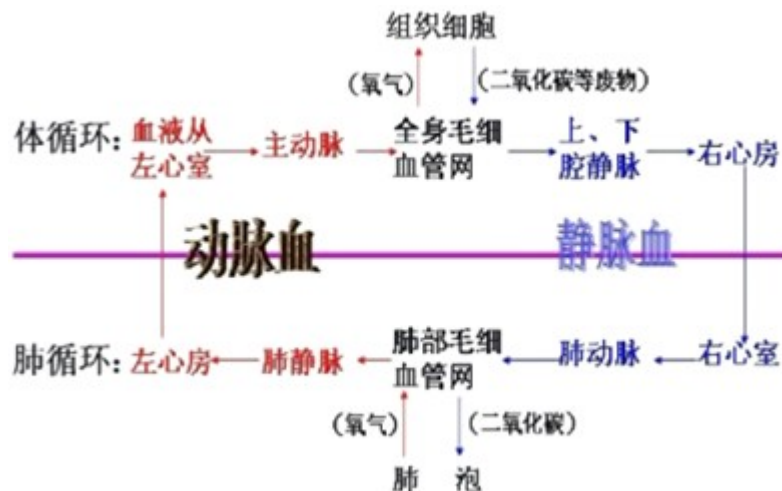 组织细胞
（氧气）
（二氧化碳等废物）
体循环：
血液从
左心室
主动脉
全身毛细
血管网
上、下
腔静脉
右心房
动脉血
静脉血
肺循环：
左心房
肺静脉
肺部毛细
血管网
肺动脉
右心室
（氧气）
（二氧化碳）
肺 泡